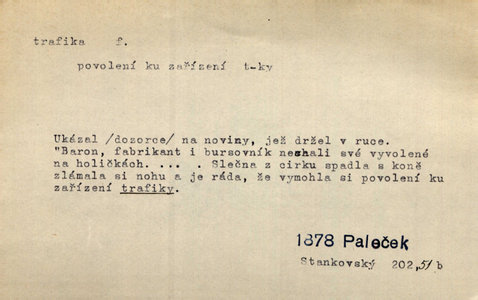 trafika f.
povolení ku zařízení t-ky
Ukázal /dozorce/ na noviny, jež držel v ruce.
"Baron, fabrikant i bursovník nechali své vyvolené
na holičkách. ... . Slečna z cirku spadla s koně
zlámala si nohu a je ráda, že vymohla si povolení ku
zařízení trafiky.
1878 Paleček
Stankovský 202,51 b